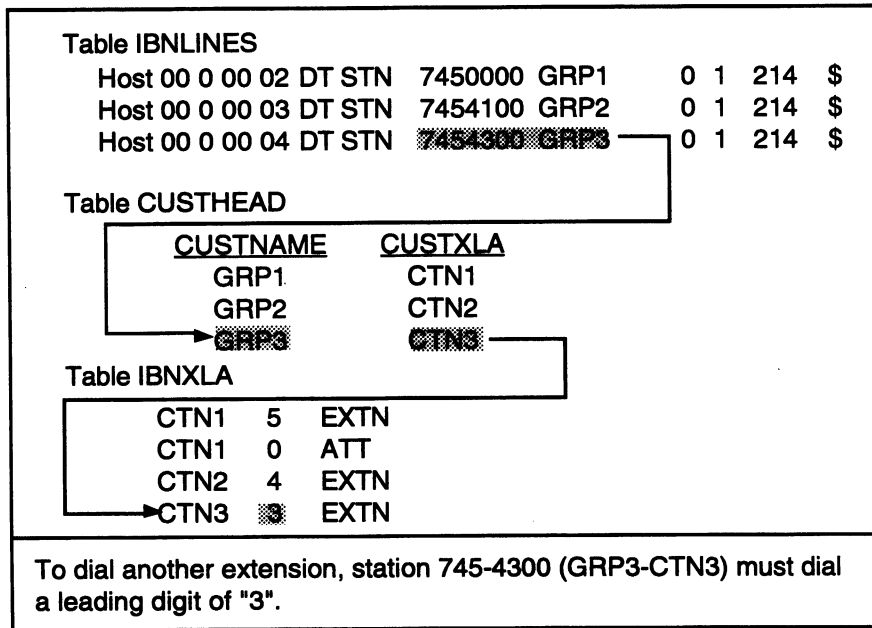 Table IBNLINES
Host 00 0 00 02 DT STN 7450000 GRP1 0 1 214 $
Host 00 0 00 03 DT STN 7454100 GRP2 0 1 214 $
Host 00 0 00 04 DT STN 7454300 GRP3 0 1 214 $
Table CUSTHEAD
CUSTNAME CUSTXLA
GRP1 CTN1
GRP2 CTN2
GRP3 CTN3
Table IBNXLA
CTN1 5 EXTN
CTN1 0 ATT
CTN2 4 EXTN
CTN3 3 EXTN
To dial another extension, station 745-4300 (GRP3-CTN3) must dial
a leading digit of "3".